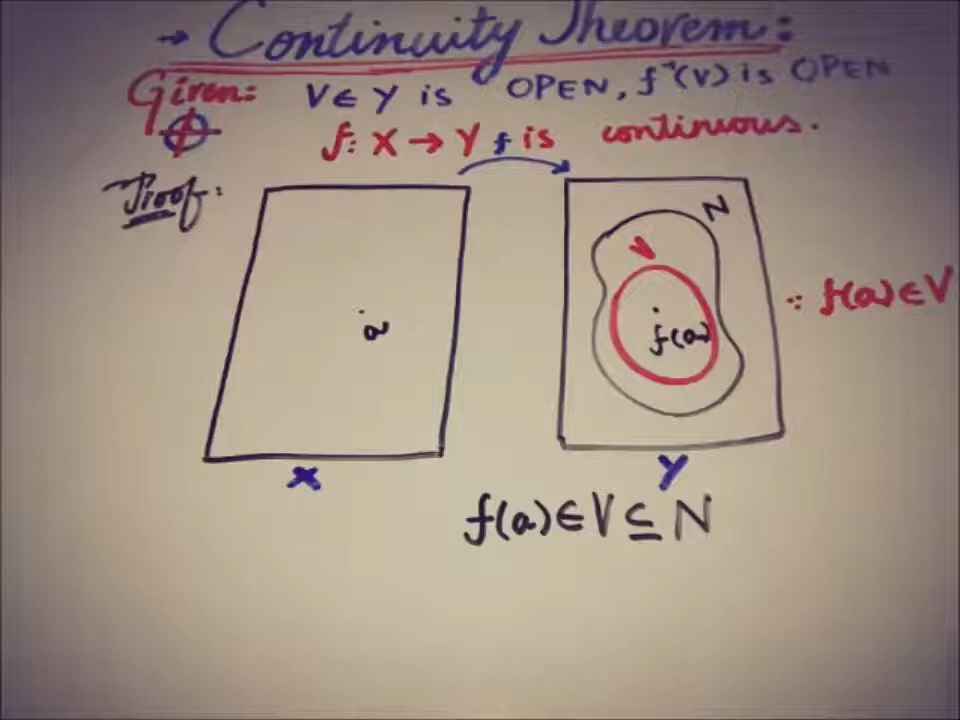 → Continuity Theorem:
Given: V ∈ Y is OPEN, f⁻¹(V) is OPEN
f: X → Y f is continuous.
Proof:
N
V
a
f(a)
∵ f(a) ∈ V
X
Y
f(a) ∈ V ⊆ N